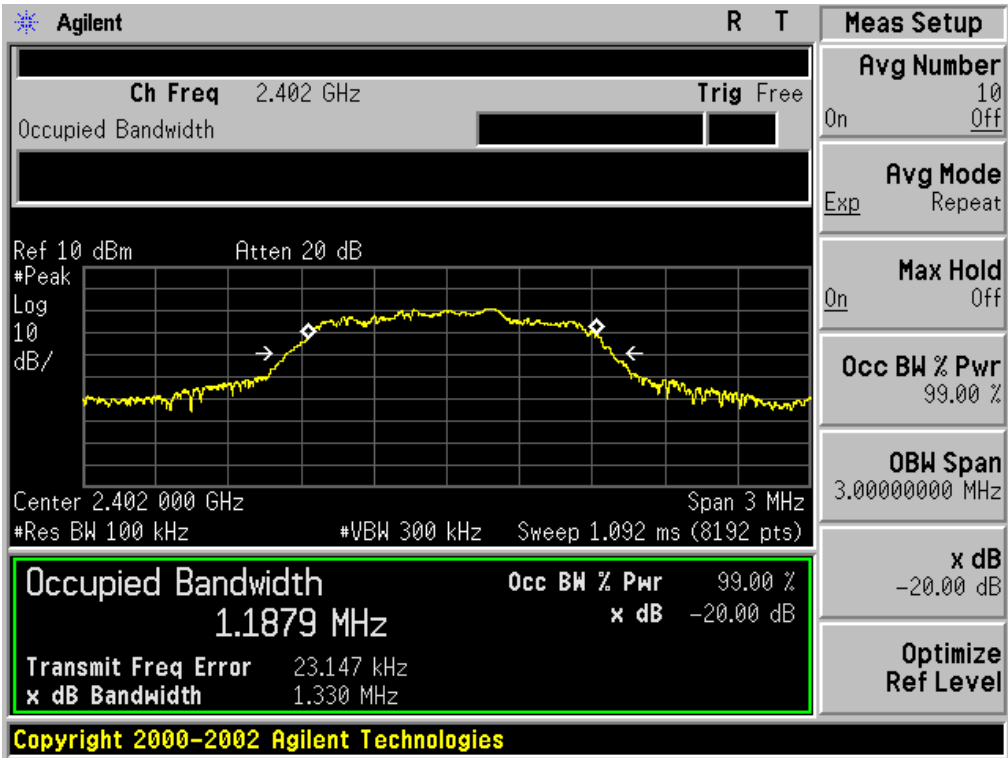 Agilent R T
Ch Freq 2.402 GHz Trig Free
Occupied Bandwidth
Ref 10 dBm Atten 20 dB
#Peak
Log
10
dB/
Center 2.402 000 GHz Span 3 MHz
#Res BW 100 kHz #VBW 300 kHz Sweep 1.092 ms (8192 pts)
Occupied Bandwidth Occ BW % Pwr 99.00 %
1.1879 MHz x dB -20.00 dB
Transmit Freq Error 23.147 kHz
x dB Bandwidth 1.330 MHz
Copyright 2000-2002 Agilent Technologies
Meas Setup
Avg Number
10
On Off
Avg Mode
Exp Repeat
Max Hold
On Off
Occ BW % Pwr
99.00 %
OBW Span
3.00000000 MHz
x dB
-20.00 dB
Optimize
Ref Level